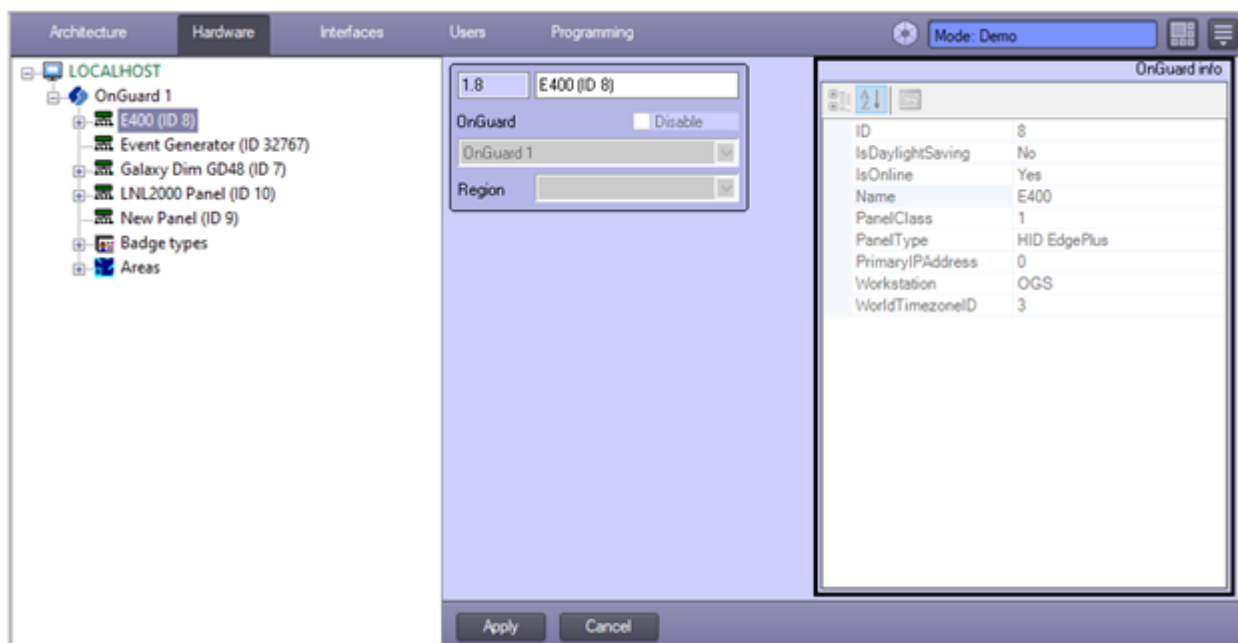 Architecture Hardware Interfaces Users Programming Mode: Demo
LOCALHOST
OnGuard 1
E400 (ID 8)
Event Generator (ID 32767)
Galaxy Dim GD48 (ID 7)
LNL2000 Panel (ID 10)
New Panel (ID 9)
Badge types
Areas
1.8 E400 (ID 8)
OnGuard Disable
OnGuard 1
Region
OnGuard info
ID 8
IsDaylightSaving No
IsOnline Yes
Name E400
PanelClass 1
PanelType HID EdgePlus
PrimaryIPAddress 0
Workstation OGS
WorldTimezoneID 3
Apply Cancel